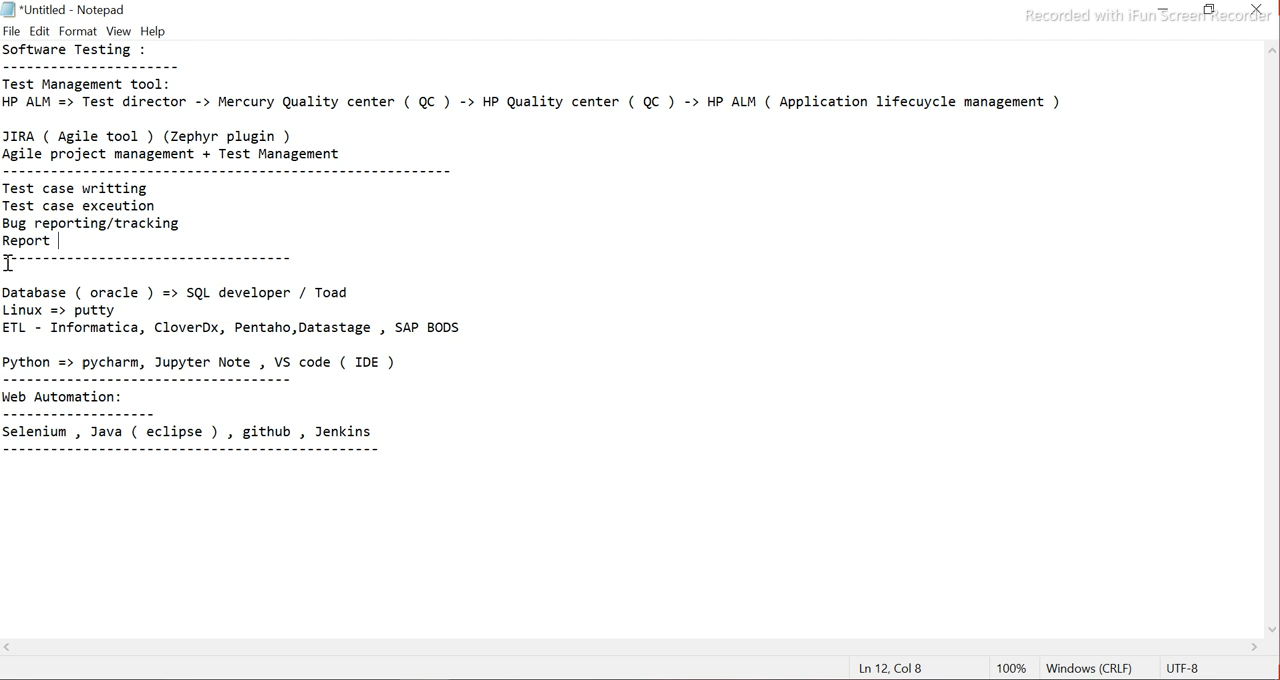 *Untitled - Notepad
Recorded with iFun Screen Recorder
File Edit Format View Help
Software Testing :
----------------------
Test Management tool:
HP ALM => Test director -> Mercury Quality center ( QC ) -> HP Quality center ( QC ) -> HP ALM ( Application lifecuycle management )
JIRA ( Agile tool ) (Zephyr plugin )
Agile project management + Test Management
--------------------------------------------------------
Test case writting
Test case exceution
Bug reporting/tracking
Report
------------------------------------
Database ( oracle ) => SQL developer / Toad
Linux => putty
ETL - Informatica, CloverDx, Pentaho,Datastage , SAP BODS
Python => pycharm, Jupyter Note , VS code ( IDE )
------------------------------------
Web Automation:
-------------------
Selenium , Java ( eclipse ) , github , Jenkins
-----------------------------------------------
Ln 12, Col 8 100% Windows (CRLF) UTF-8